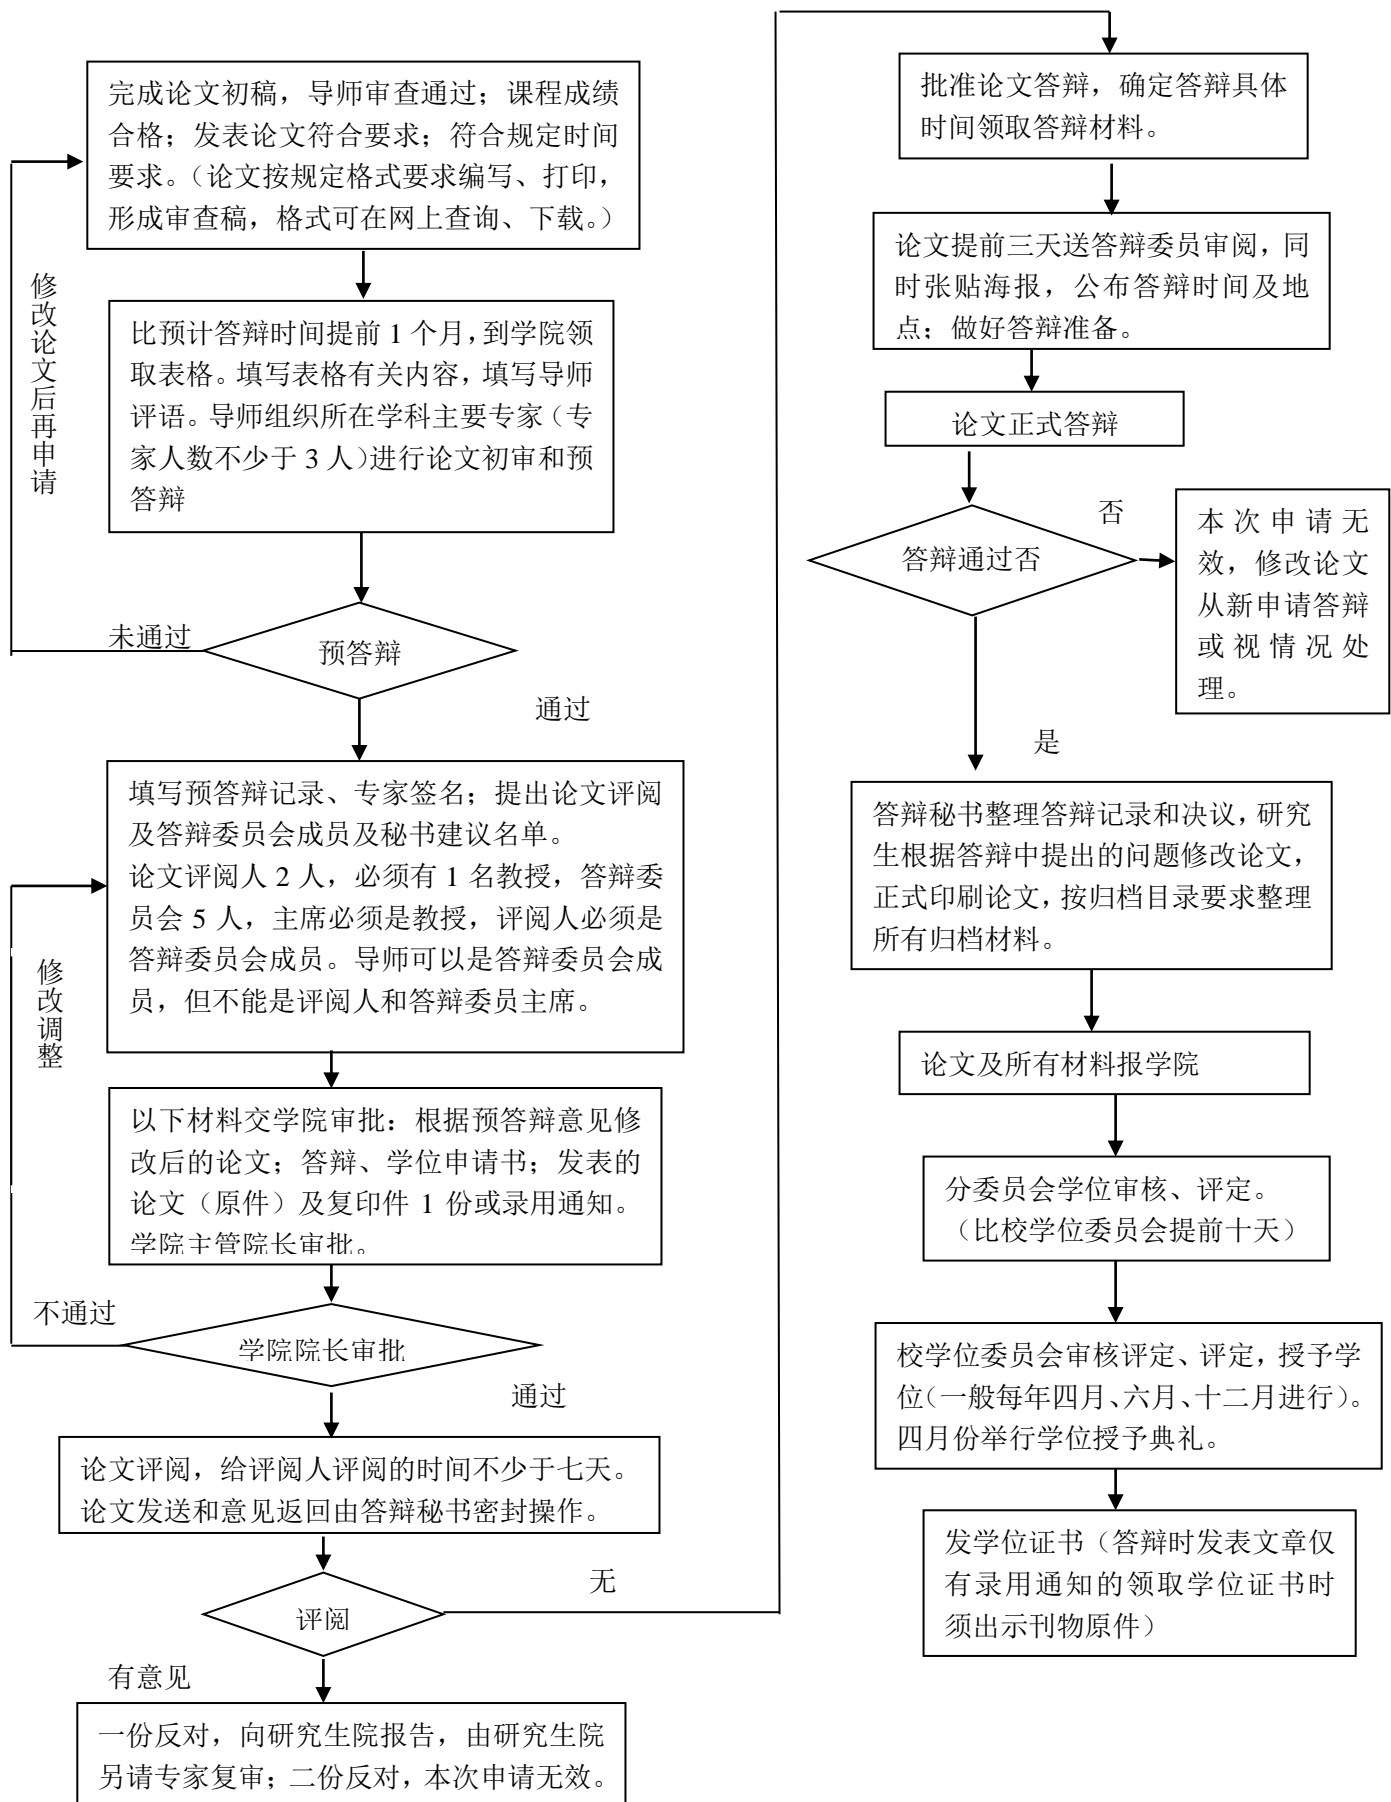 完成论文初稿，导师审查通过；课程成绩
合格；发表论文符合要求；符合规定时间
要求。（论文按规定格式要求编写、打印，
形成审查稿，格式可在网上查询、下载。）
修改论文后再申请
比预计答辩时间提前 1 个月，到学院领
取表格。填写表格有关内容，填写导师
评语。导师组织所在学科主要专家（专
家人数不少于 3 人）进行论文初审和预
答辩
未通过
预答辩
通过
填写预答辩记录、专家签名；提出论文评阅
及答辩委员会成员及秘书建议名单。
论文评阅人 2 人，必须有 1 名教授，答辩委
员会 5 人，主席必须是教授，评阅人必须是
答辩委员会成员。导师可以是答辩委员会成
员，但不能是评阅人和答辩委员主席。
修改调整
以下材料交学院审批：根据预答辩意见修
改后的论文；答辩、学位申请书；发表的
论文（原件）及复印件 1 份或录用通知。
学院主管院长审批。
不通过
学院院长审批
通过
论文评阅，给评阅人评阅的时间不少于七天。
论文发送和意见返回由答辩秘书密封操作。
无
评阅
有意见
一份反对，向研究生院报告，由研究生院
另请专家复审；二份反对，本次申请无效。
批准论文答辩，确定答辩具体
时间领取答辩材料。
论文提前三天送答辩委员审阅，同
时张贴海报，公布答辩时间及地
点；做好答辩准备。
论文正式答辩
否
答辩通过否
本次申请无
效，修改论文
从新申请答辩
或视情况处
理。
是
答辩秘书整理答辩记录和决议，研究
生根据答辩中提出的问题修改论文，
正式印刷论文，按归档目录要求整理
所有归档材料。
论文及所有材料报学院
分委员会学位审核、评定。
（比校学位委员会提前十天）
校学位委员会审核评定、评定，授予学
位（一般每年四月、六月、十二月进行）。
四月份举行学位授予典礼。
发学位证书（答辩时发表文章仅
有录用通知的领取学位证书时
须出示刊物原件）